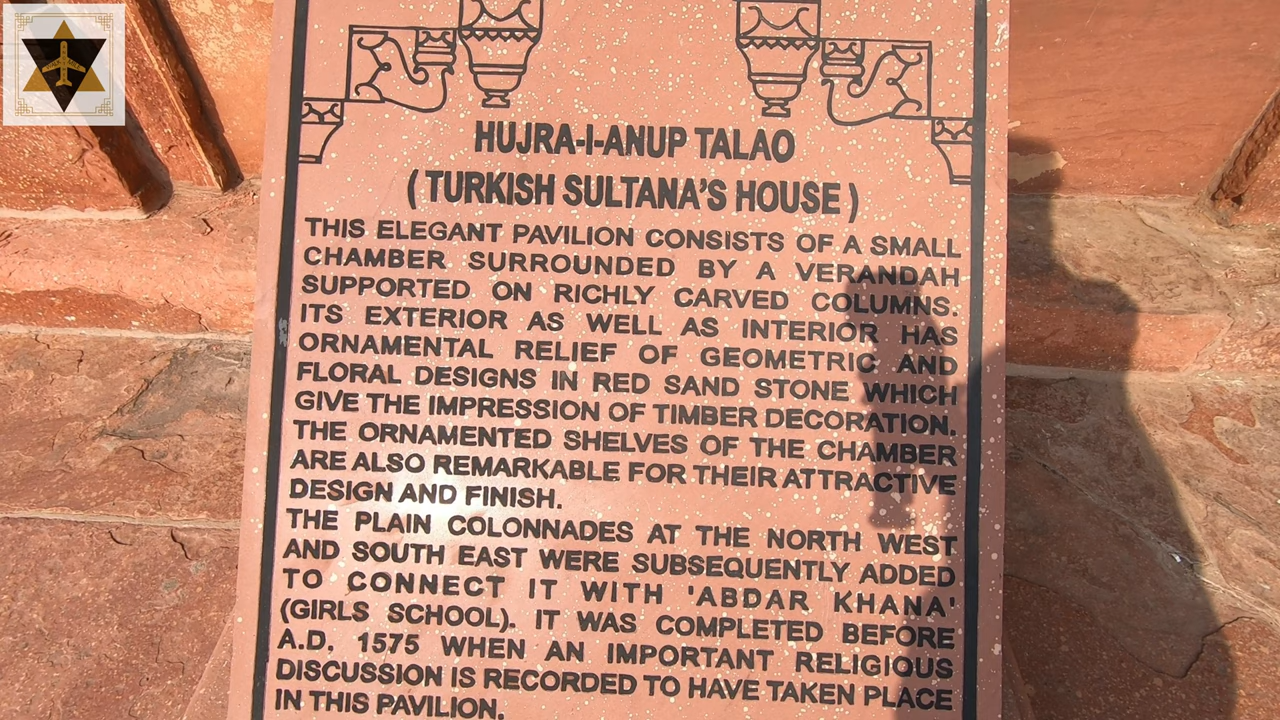 HUJRA-I-ANUP TALAO
( TURKISH SULTANA'S HOUSE )
THIS ELEGANT PAVILION CONSISTS OF A SMALL
CHAMBER SURROUNDED BY A VERANDAH
SUPPORTED ON RICHLY CARVED COLUMNS.
ITS EXTERIOR AS WELL AS INTERIOR HAS
ORNAMENTAL RELIEF OF GEOMETRIC AND
FLORAL DESIGNS IN RED SAND STONE WHICH
GIVE THE IMPRESSION OF TIMBER DECORATION.
THE ORNAMENTED SHELVES OF THE CHAMBER
ARE ALSO REMARKABLE FOR THEIR ATTRACTIVE
DESIGN AND FINISH.
THE PLAIN COLONNADES AT THE NORTH WEST
AND SOUTH EAST WERE SUBSEQUENTLY ADDED
TO CONNECT IT WITH 'ABDAR KHANA'
(GIRLS SCHOOL). IT WAS COMPLETED BEFORE
A.D. 1575 WHEN AN IMPORTANT RELIGIOUS
DISCUSSION IS RECORDED TO HAVE TAKEN PLACE
IN THIS PAVILION.